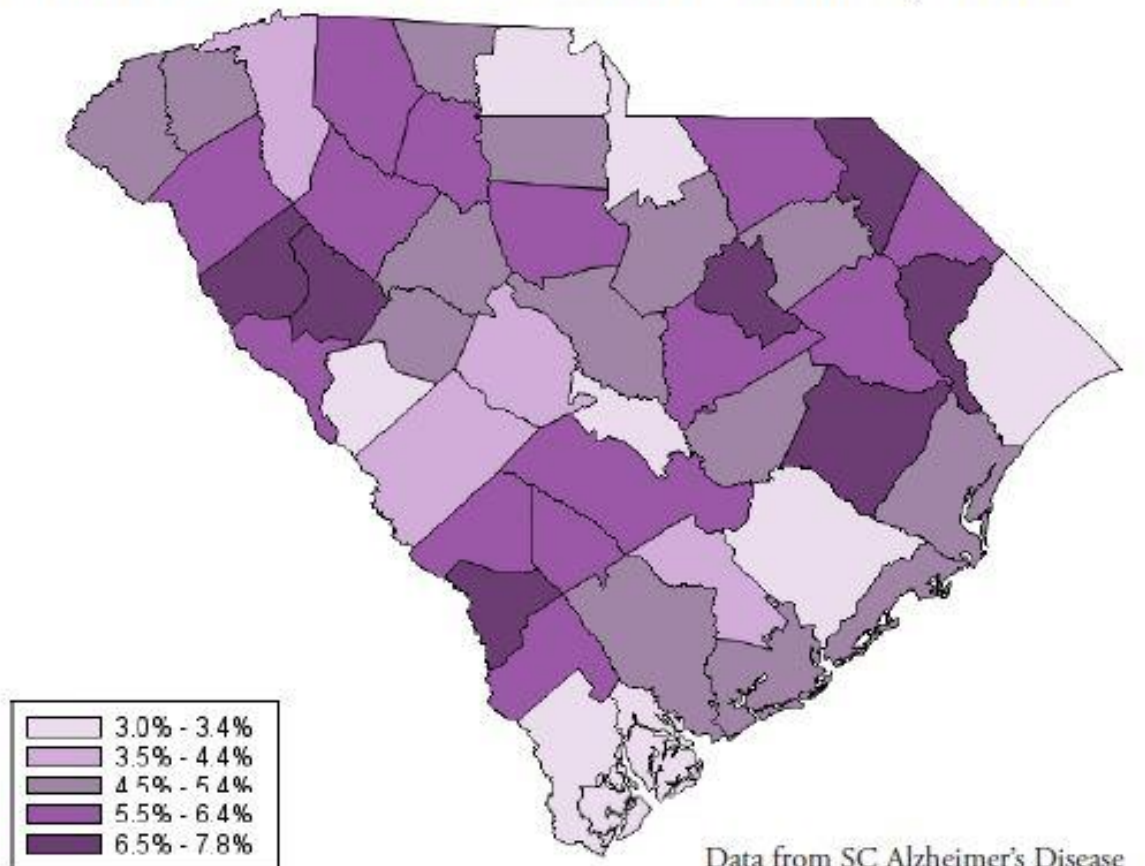 3.0% - 3.4%
3.5% - 4.4%
4.5% - 5.4%
5.5% - 6.4%
6.5% - 7.8%
Data from SC Alzheimer's Disease